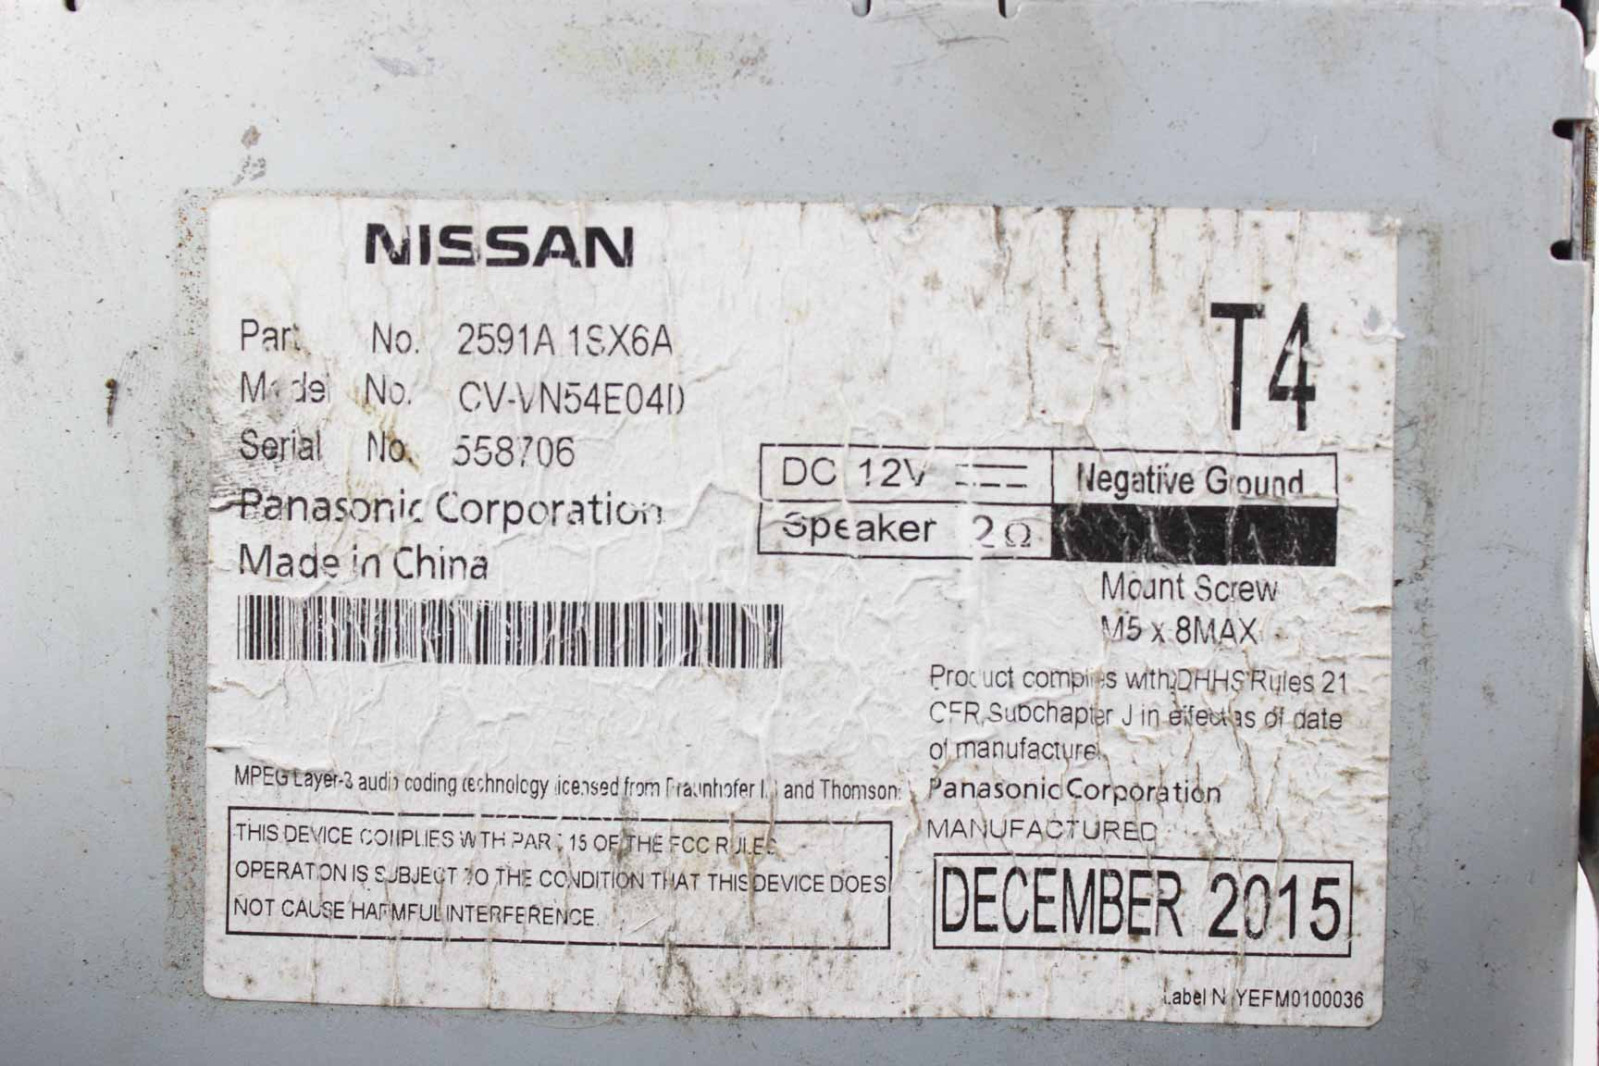 NISSAN
Part No. 2591A 1SX6A
Model No. CV-VN54E04D
Serial No. 558706
Panasonic Corporation
Made in China
T4
DC 12V Negative Ground
Speaker 2Ω
Mount Screw
M5 x 8MAX
Product complies with DHHS Rules 21
CFR,Subchapter J in effect as of date
of manufacture.
Panasonic Corporation
MANUFACTURED
DECEMBER 2015
MPEG Layer-3 audio coding technology licensed from Fraunhofer and Thomson.
THIS DEVICE COMPLIES WITH PART 15 OF THE FCC RULES
OPERATION IS SUBJECT TO THE CONDITION THAT THIS DEVICE DOES
NOT CAUSE HARMFUL INTERFERENCE.
Label N YEFM0100036